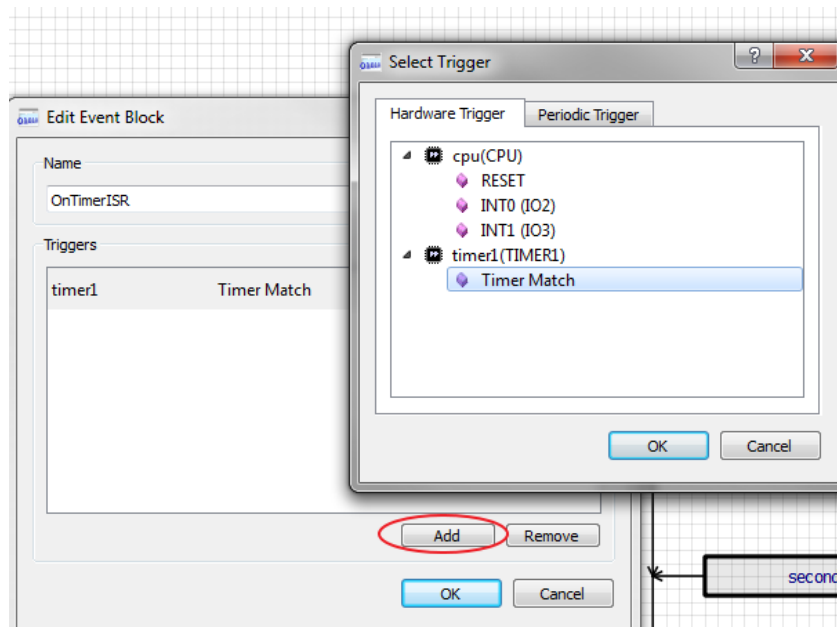 Select Trigger
Hardware Trigger Periodic Trigger
cpu(CPU)
RESET
INT0 (IO2)
INT1 (IO3)
timer1(TIMER1)
Timer Match
OK Cancel
Edit Event Block
Name
OnTimerISR
Triggers
timer1 Timer Match
Add Remove
OK Cancel